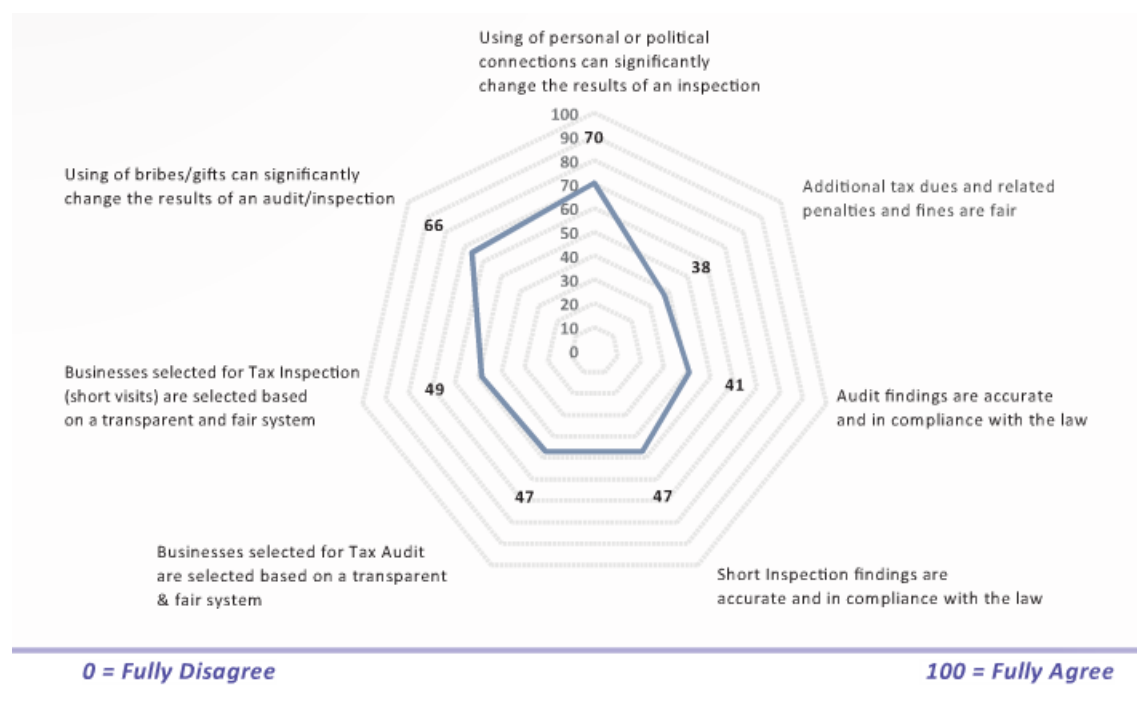 Using of personal or political
connections can significantly
change the results of an inspection
100
90 70
80
70
60
50
40
30
20
10
0
Using of bribes/gifts can significantly
change the results of an audit/inspection
66
Additional tax dues and related
penalties and fines are fair
38
Businesses selected for Tax Inspection
(short visits) are selected based
on a transparent and fair system
49
41
Audit findings are accurate
and in compliance with the law
47
47
Businesses selected for Tax Audit
are selected based on a transparent
& fair system
Short Inspection findings are
accurate and in compliance with the law
0 = Fully Disagree
100 = Fully Agree